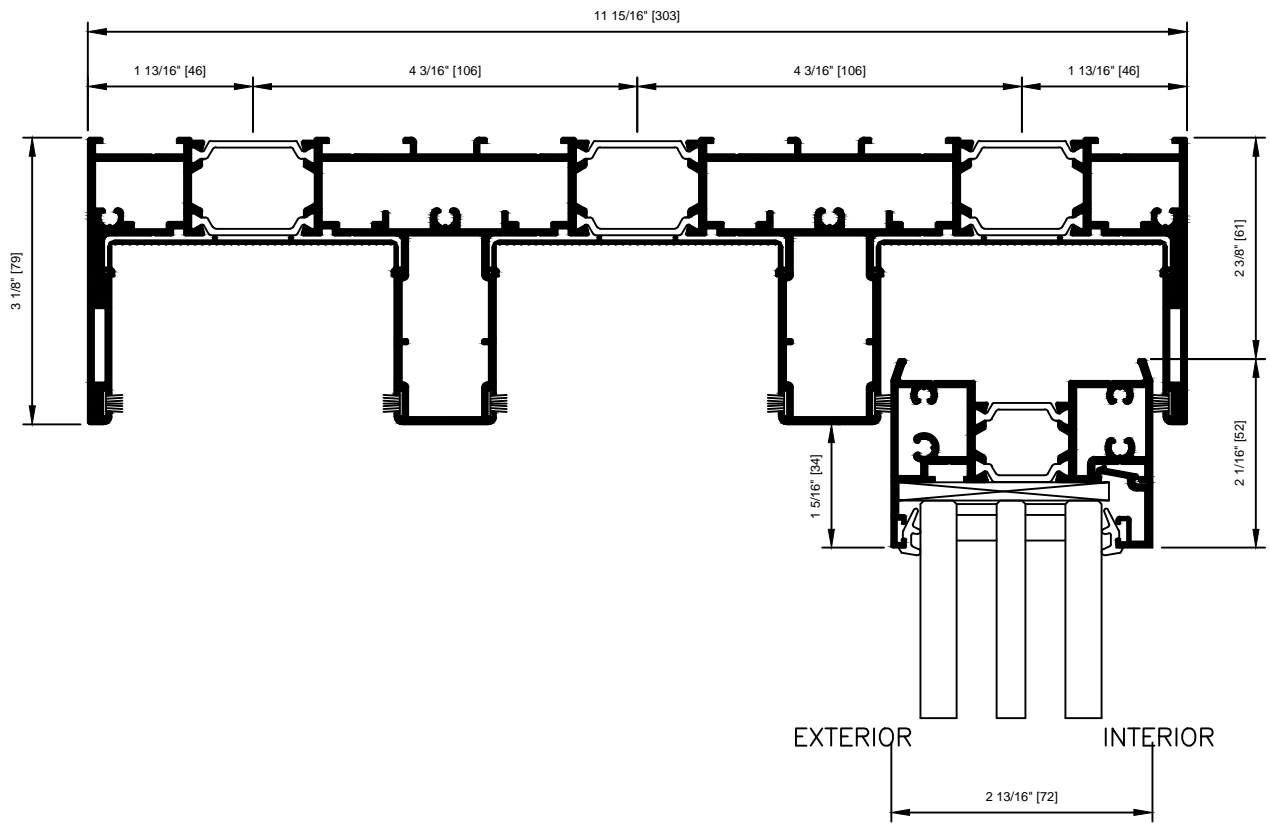 11 15/16" [303]
1 13/16" [46]
4 3/16" [106]
4 3/16" [106]
1 13/16" [46]
3 1/8" [79]
2 3/8" [61]
1 5/16" [34]
2 1/16" [52]
EXTERIOR
INTERIOR
2 13/16" [72]